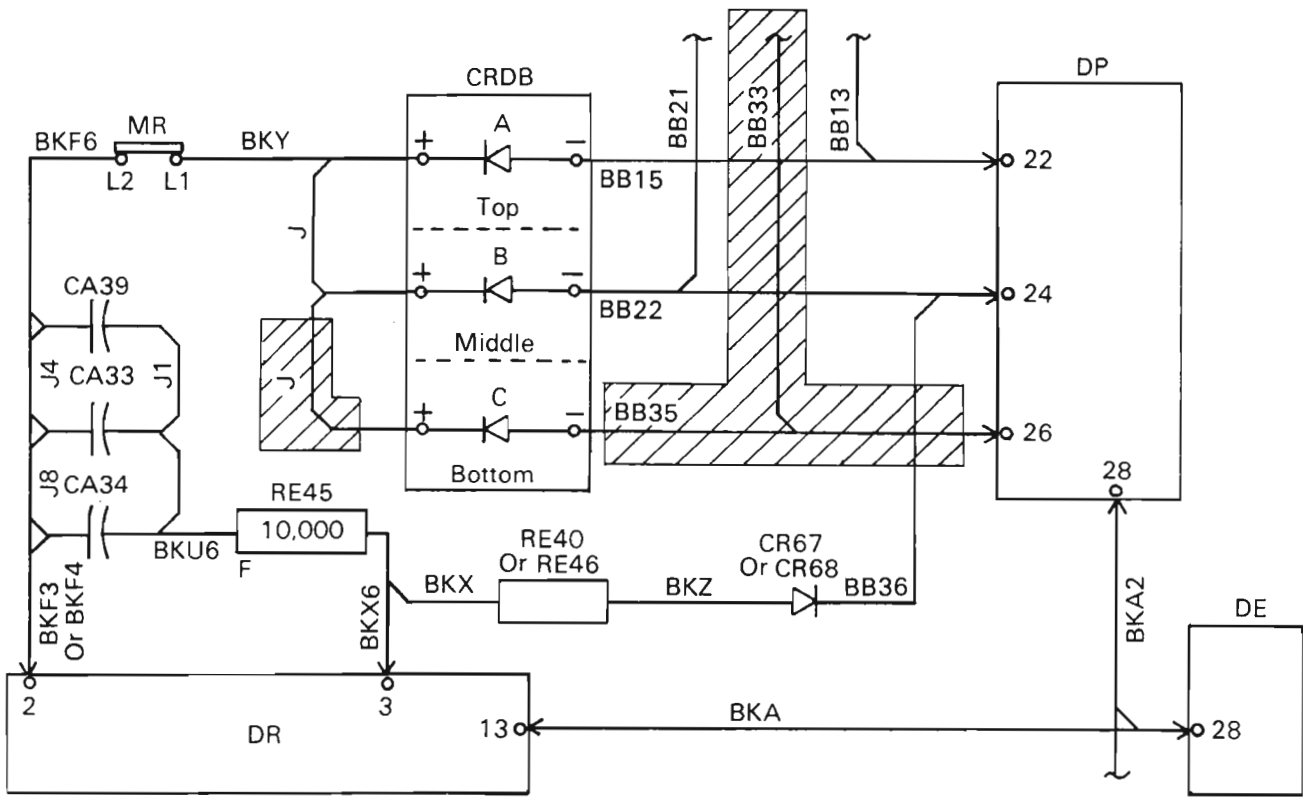 CRDB
DP
BKF6
MR
BKY
L2
L1
+
A
−
BB15
BB21
BB33
BB13
22
Top
J
+
B
−
BB22
24
CA39
Middle
J4
CA33
J1
J
+
C
−
BB35
26
Bottom
J8
CA34
BKU6
RE45
10,000
F
RE40
Or RE46
CR67
Or CR68
28
BKX
BKZ
BB36
BKF3
Or BKF4
BKX6
BKA2
DE
2
3
DR
13
BKA
28